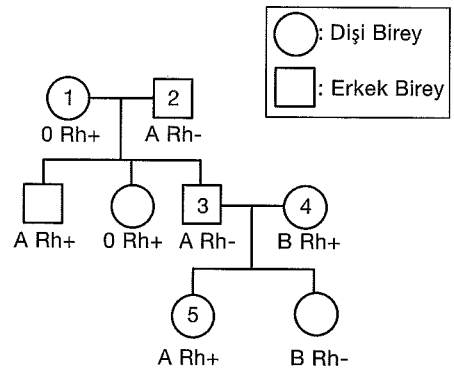 : Dişi Birey
: Erkek Birey
1 2
0 Rh+ A Rh-
3 4
A Rh+ 0 Rh+ A Rh- B Rh+
5
A Rh+ B Rh-